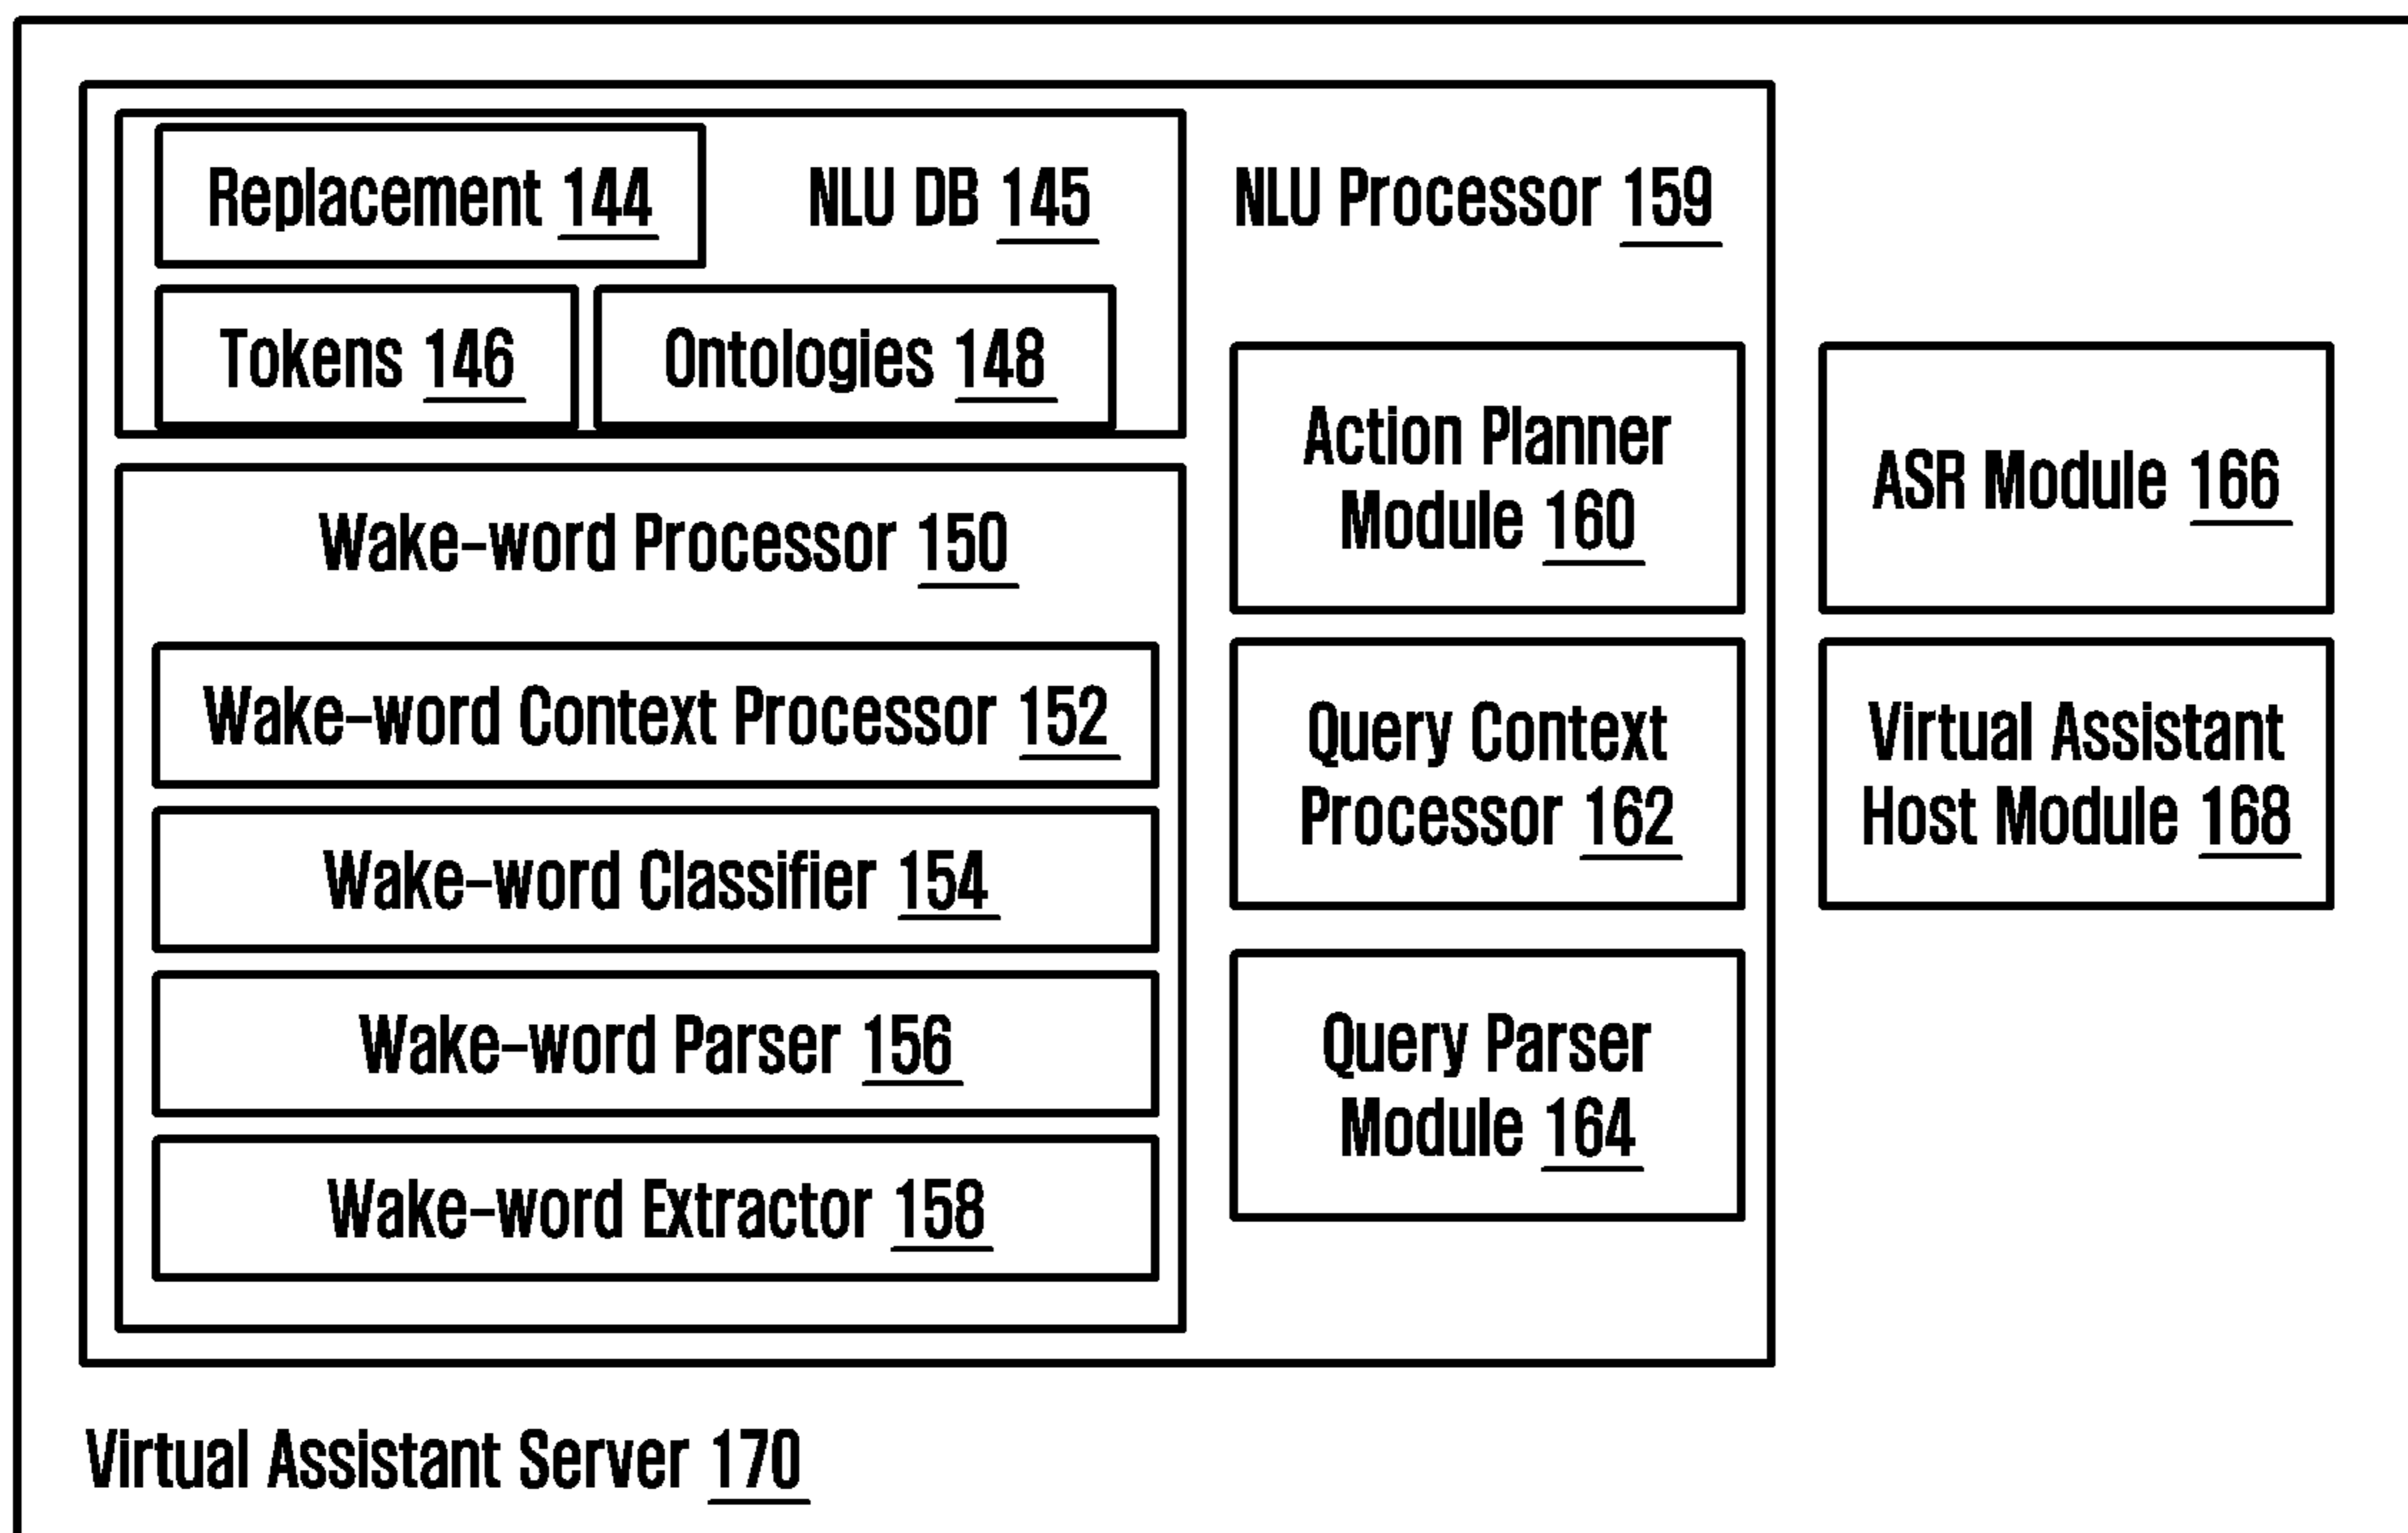 Replacement 144
NLU DB 145
NLU Processor 159
Tokens 146
Ontologies 148
Wake-word Processor 150
Wake-word Context Processor 152
Wake-word Classifier 154
Wake-word Parser 156
Wake-word Extractor 158
Action Planner
Module 160
Query Context
Processor 162
Query Parser
Module 164
ASR Module 166
Virtual Assistant
Host Module 168
Virtual Assistant Server 170